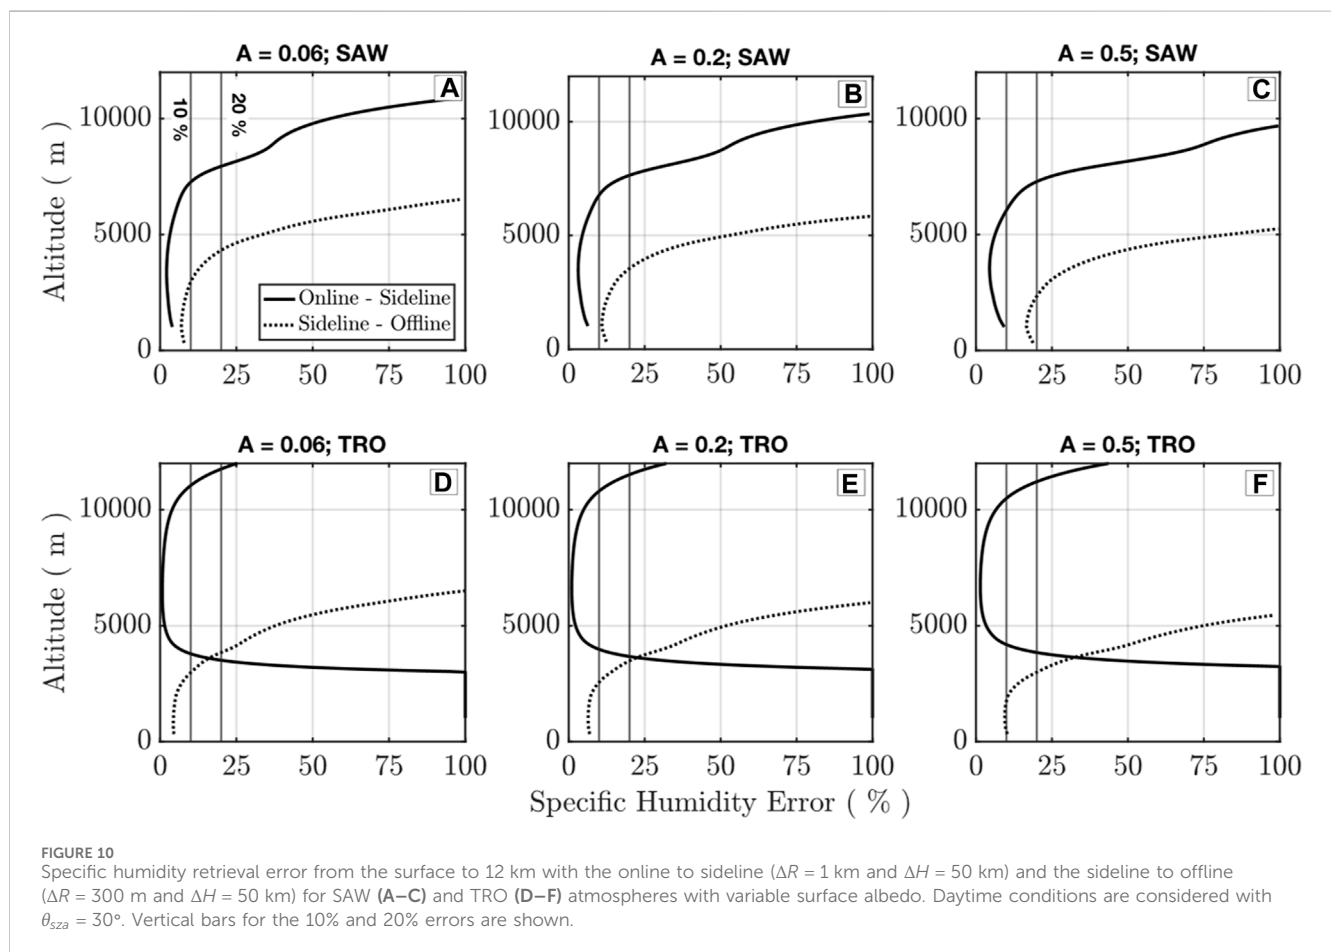 A = 0.06; SAW
A = 0.2; SAW
A = 0.5; SAW
A
B
C
10 %
20 %
Altitude ( m )
10000
5000
0
10000
5000
0
10000
5000
0
Online - Sideline
Sideline - Offline
0 25 50 75 100
0 25 50 75 100
0 25 50 75 100
A = 0.06; TRO
A = 0.2; TRO
A = 0.5; TRO
D
E
F
Altitude ( m )
10000
5000
0
10000
5000
0
10000
5000
0
0 25 50 75 100
0 25 50 75 100
0 25 50 75 100
Specific Humidity Error ( % )
FIGURE 10
Specific humidity retrieval error from the surface to 12 km with the online to sideline (ΔR = 1 km and ΔH = 50 km) and the sideline to offline
(ΔR = 300 m and ΔH = 50 km) for SAW (A–C) and TRO (D–F) atmospheres with variable surface albedo. Daytime conditions are considered with
θsza = 30°. Vertical bars for the 10% and 20% errors are shown.